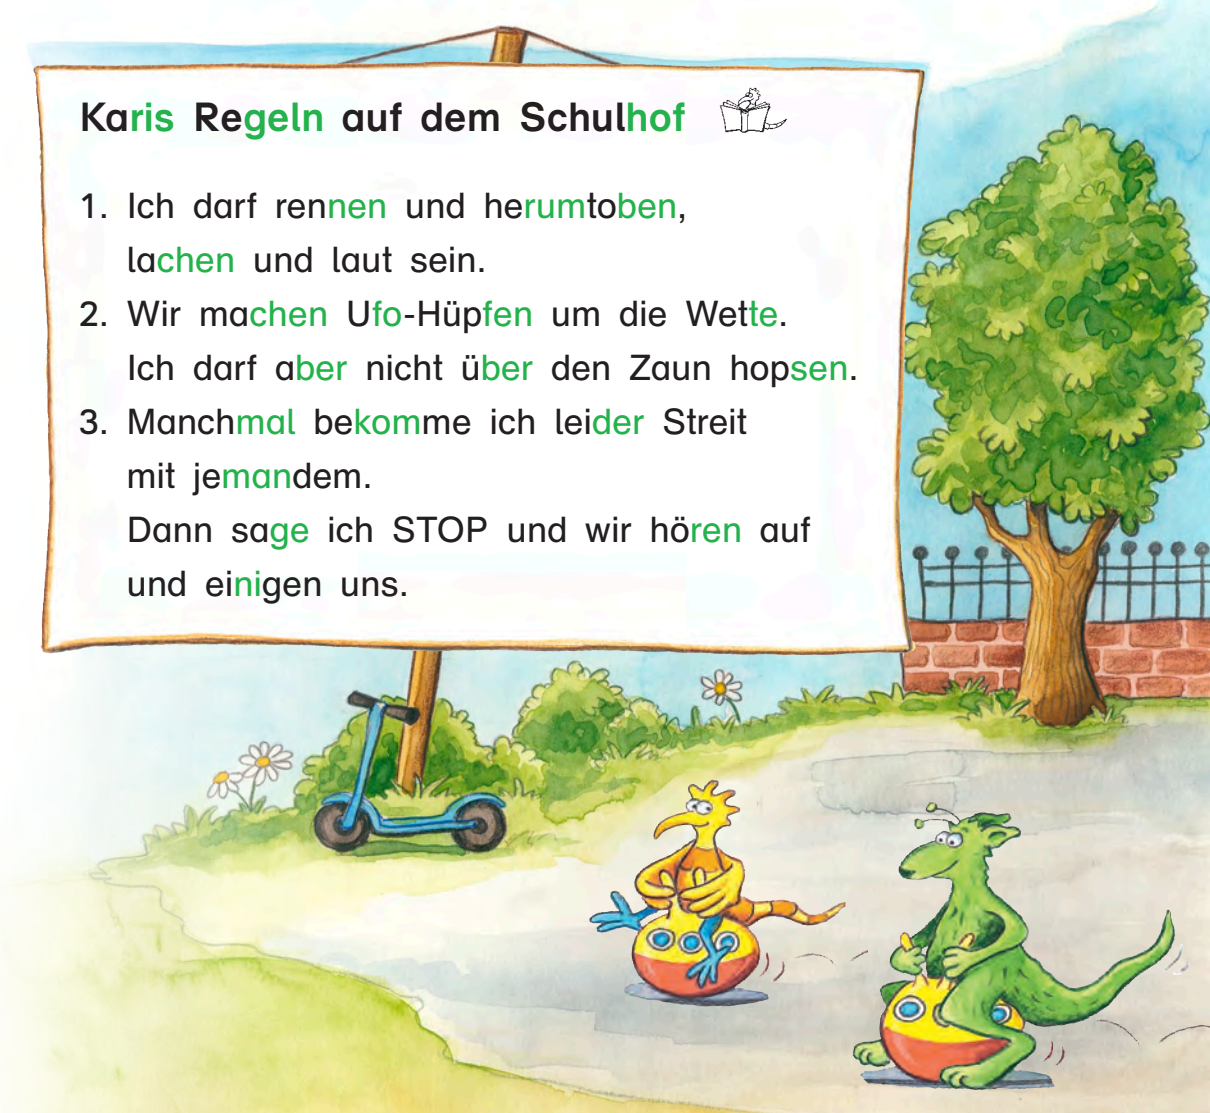 Karis Regeln auf dem Schulhof
1. Ich darf rennen und herumtoben,
lachen und laut sein.
2. Wir machen Ufo-Hüpfen um die Wette.
Ich darf aber nicht über den Zaun hopsen.
3. Manchmal bekomme ich leider Streit
mit jemandem.
Dann sage ich STOP und wir hören auf
und einigen uns.